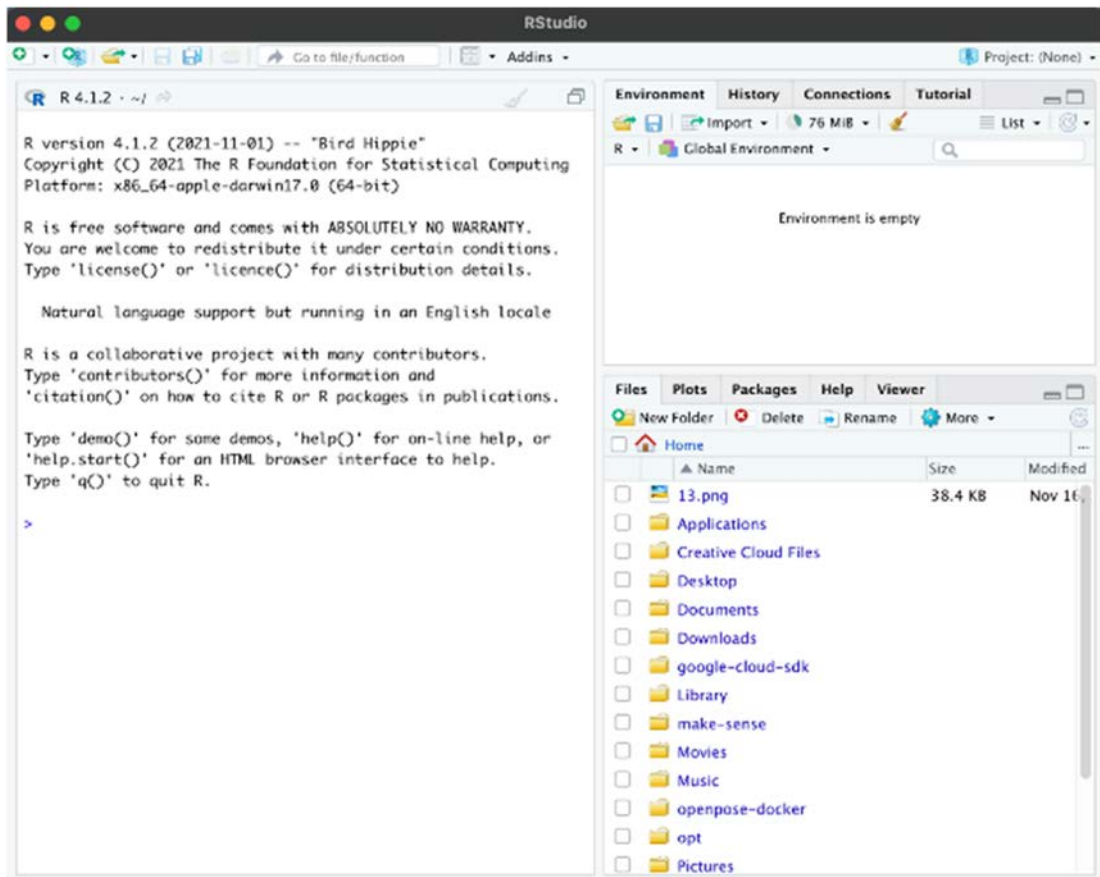 RStudio
Go to file/function Addins Project: (None)
R 4.1.2 · ~/
R version 4.1.2 (2021-11-01) -- "Bird Hippie"
Copyright (C) 2021 The R Foundation for Statistical Computing
Platform: x86_64-apple-darwin17.0 (64-bit)
R is free software and comes with ABSOLUTELY NO WARRANTY.
You are welcome to redistribute it under certain conditions.
Type 'license()' or 'licence()' for distribution details.
Natural language support but running in an English locale
R is a collaborative project with many contributors.
Type 'contributors()' for more information and
'citation()' on how to cite R or R packages in publications.
Type 'demo()' for some demos, 'help()' for on-line help, or
'help.start()' for an HTML browser interface to help.
Type 'q()' to quit R.
>
Environment History Connections Tutorial
Import 76 MiB List
R Global Environment
Environment is empty
Files Plots Packages Help Viewer
New Folder Delete Rename More
Home ...
Name Size Modified
13.png 38.4 KB Nov 16,
Applications
Creative Cloud Files
Desktop
Documents
Downloads
google-cloud-sdk
Library
make-sense
Movies
Music
openpose-docker
opt
Pictures